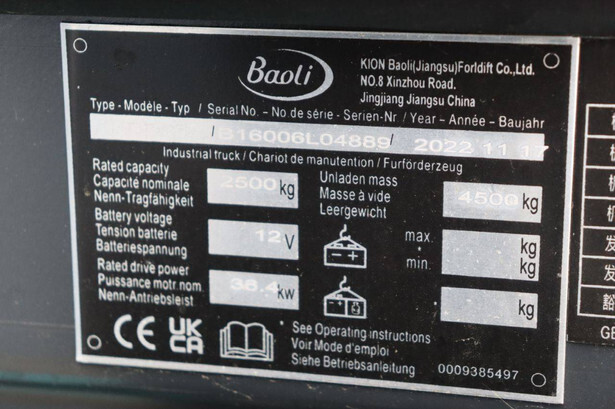 Baoli
KION Baoli(Jiangsu)Forldift Co.,Ltd.
NO.8 Xinzhou Road.
Jingjiang Jiangsu China
Type - Modèle - Typ / Serial No. - No de série - Serien-Nr / Year - Année - Baujahr
/ 316006L04889 / 2022 11 17
Industrial truck / Chariot de manutention / Furförderzeug
Rated capacity
Capacité nominale 2500 kg
Nenn-Tragfähigkeit
Unladen mass
Masse à vide 4500 kg
Leergewicht
Battery voltage
Tension batterie 12 V
Batteriespannung
max. kg
min. kg
Rated drive power
Puissance motr.nom. 36.4 kw
Nenn-Antriebsleist
kg
CE UK CA
See Operating instructions
Voir Mode d'emploi
Siehe Betriebsanleitung
0009385497